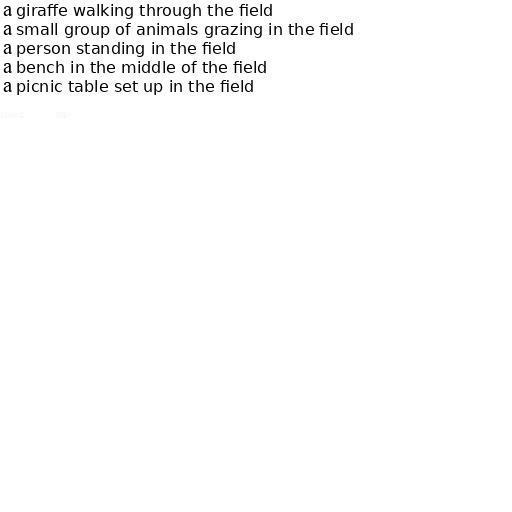 a giraffe walking through the field
a small group of animals grazing in the field
a person standing in the field
a bench in the middle of the field
a picnic table set up in the field